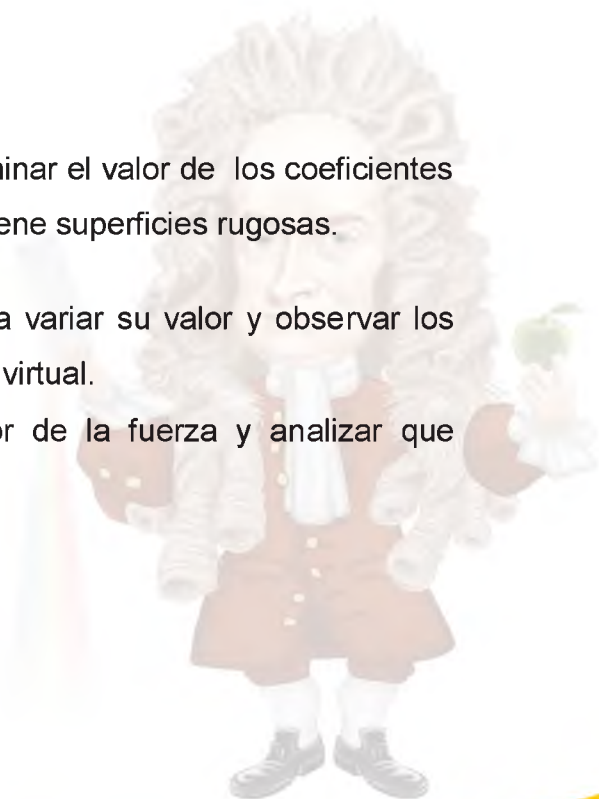 inar el valor de los coeficientes
ene superficies rugosas.
a variar su valor y observar los
virtual.
r de la fuerza y analizar que